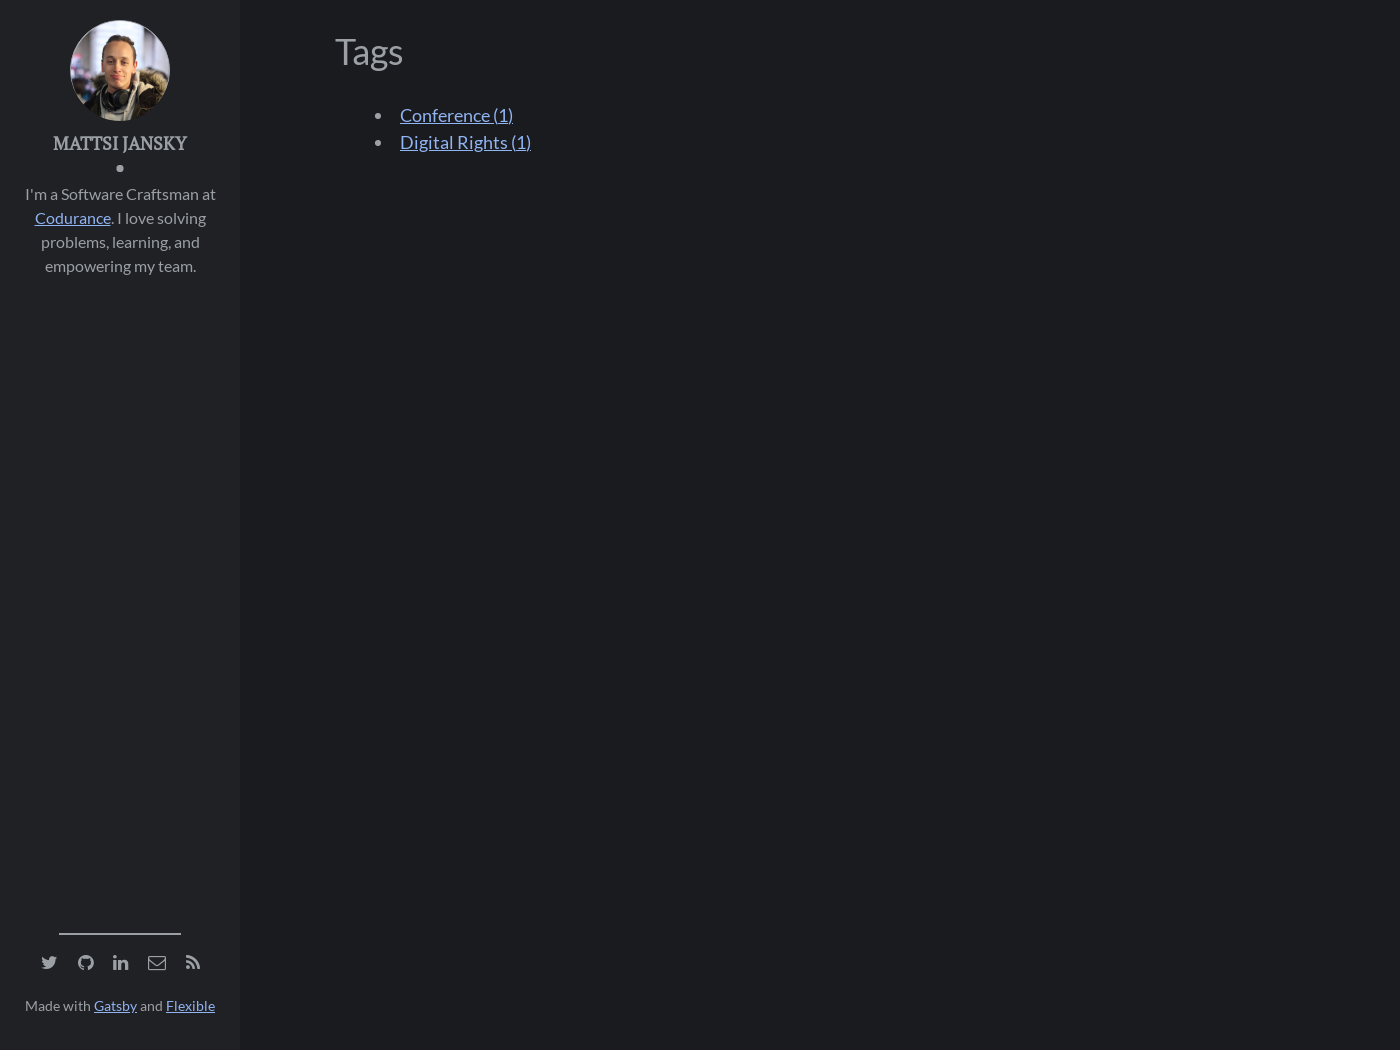 MATTSI JANSKY
I'm a Software Craftsman at
Codurance. I love solving
problems, learning, and
empowering my team.
Made with Gatsby and Flexible
Tags
Conference (1)
Digital Rights (1)